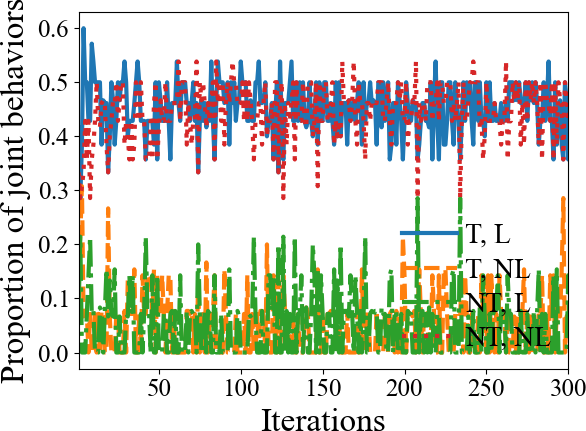 Proportion of joint behaviors
0.6
0.5
0.4
0.3
0.2
0.1
0.0
T, L
T, NL
NT, L
NT, NL
50
100
150
200
250
300
Iterations